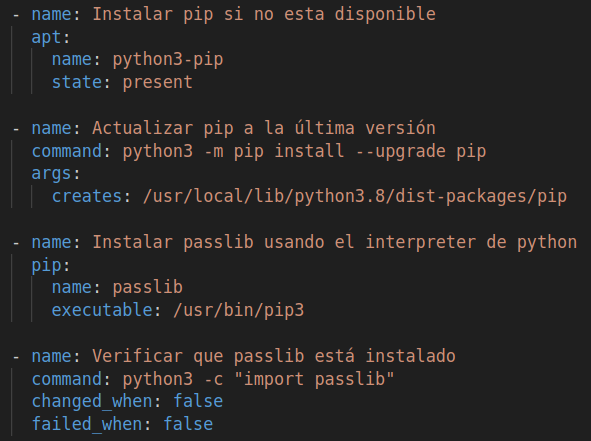 - name: Instalar pip si no esta disponible
  apt:
    name: python3-pip
    state: present

- name: Actualizar pip a la última versión
  command: python3 -m pip install --upgrade pip
  args:
    creates: /usr/local/lib/python3.8/dist-packages/pip

- name: Instalar passlib usando el interpreter de python
  pip:
    name: passlib
    executable: /usr/bin/pip3

- name: Verificar que passlib está instalado
  command: python3 -c "import passlib"
  changed_when: false
  failed_when: false